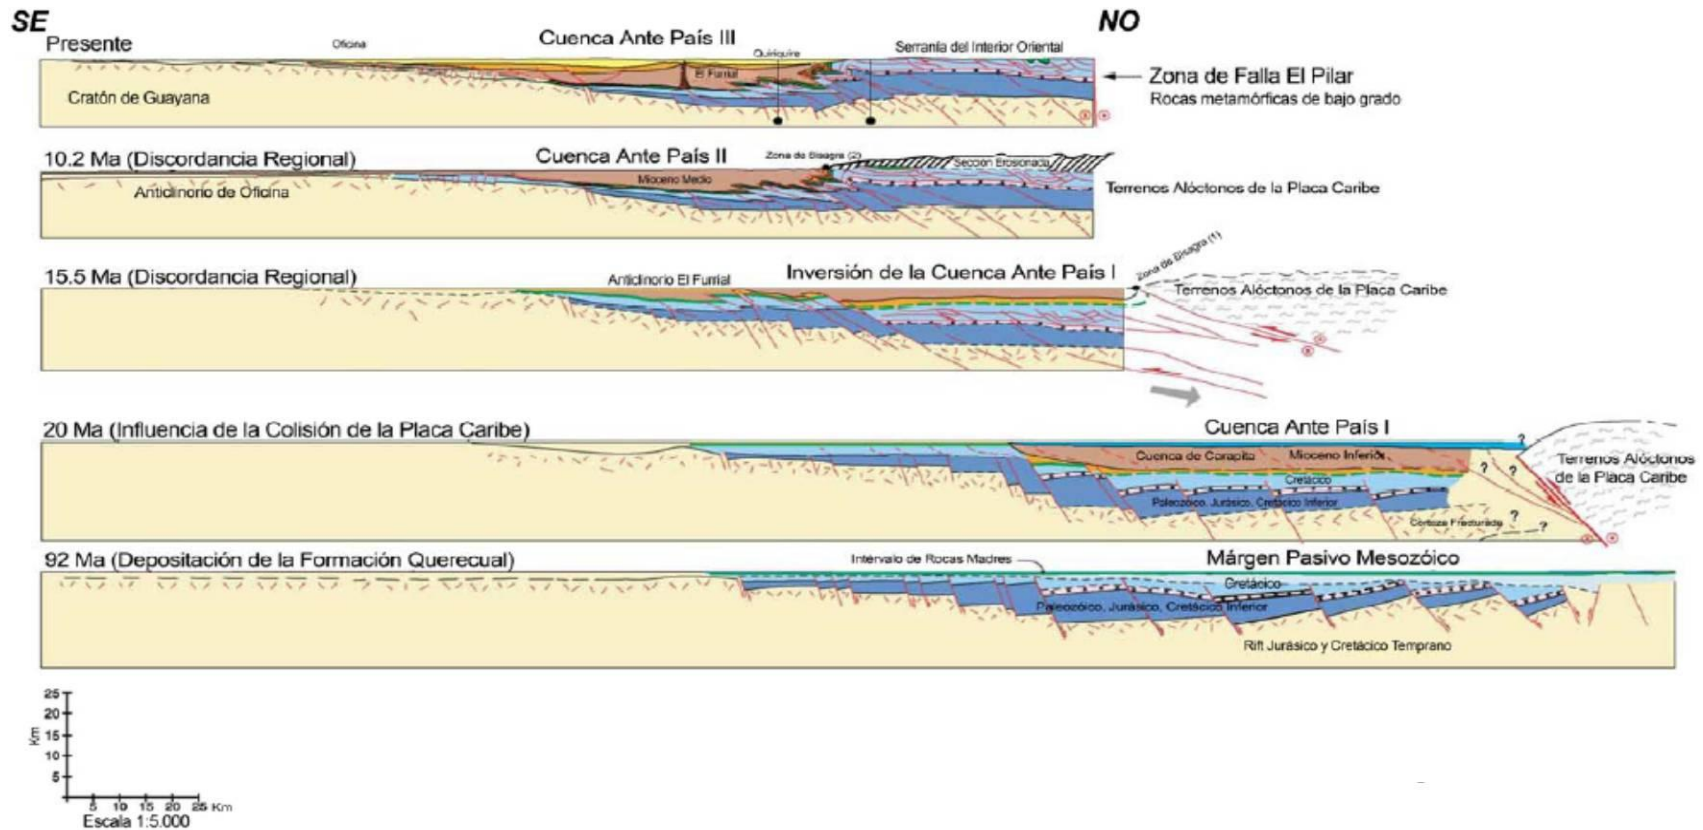 SE
NO
Presente
Oficina
Cuenca Ante País III
Quiriquire
Serranía del Interior Oriental
El Furrial
Cratón de Guayana
Zona de Falla El Pilar
Rocas metamórficas de bajo grado
10.2 Ma (Discordancia Regional)
Cuenca Ante País II
Zona de Bisagra (2)
Sección Erosionada
Mioceno Medio
Anticlinorio de Oficina
Terrenos Alóctonos de la Placa Caribe
15.5 Ma (Discordancia Regional)
Anticlinorio El Furrial
Inversión de la Cuenca Ante País I
Zona de Bisagra (1)
Terrenos Alóctonos de la Placa Caribe
20 Ma (Influencia de la Colisión de la Placa Caribe)
Cuenca Ante País I
?
Cuenca de Carapita
Mioceno Inferior
? ?
Terrenos Alóctonos
de la Placa Caribe
Cretácico
Paleozóico, Jurásico, Cretácico Inferior
Corteza Fracturada
? ?
92 Ma (Depositación de la Formación Querecual)
Intérvalo de Rocas Madres
Márgen Pasivo Mesozóico
Cretácico
Paleozóico, Jurásico, Cretácico Inferior
Rift Jurásico y Cretácico Temprano
25
20
15
10
5
Km
5 10 15 20 25 Km
Escala 1:5.000